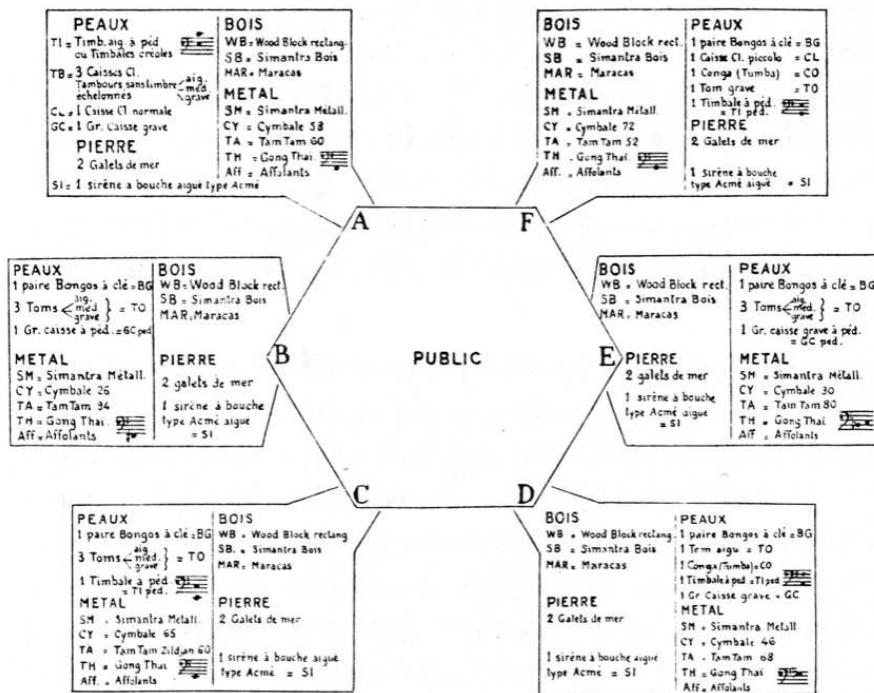 PEAUX
TI = Timb. aig. à péd
ou Timbales créoles
TB = 3 Caisses Cl.
Tambours sans timbre
échelonnés
aig.
med
grave
CL = 1 Caisse Cl normale
GC = 1 Gr. Caisse grave
PIERRE
2 Galets de mer
SI = 1 sirène a bouche aiguë type Acmé
BOIS
WB = Wood Block rectang.
SB = Simantra Bois
MAR = Maracas
METAL
SM = Simantra Métall.
CY = Cymbale 58
TA = Tam Tam 60
TH = Gong Thaï
Aff = Affolants
BOIS
WB = Wood Block rect.
SB = Simantra Bois
MAR = Maracas
METAL
SM = Simantra Métall.
CY = Cymbale 72
TA = Tam Tam 52
TH - Gong Thaï.
Aff. = Affolants
PEAUX
1 paire Bongos à clé = BG
1 Caisse Cl. piccolo = CL
1 Conga (Tumba) = CO
1 Tom grave = TO
1 Timbale à péd.
= TI péd.
PIERRE
2 Galets de mer
1 sirène à bouche
type Acmé aiguë = SI
A
F
PEAUX
1 paire Bongos à clé = BG
3 Toms
aig.
med
grave
= TO
1 Gr. caisse à péd. = GC ped
METAL
SM = Simantra Métall.
CY = Cymbale 26
TA = Tam Tam 94
TH = Gong Thaï.
Aff = Affolants
BOIS
WB = Wood Block rect.
SB = Simantra Bois
MAR = Maracas
PIERRE
2 galets de mer
1 sirène à bouche
type Acmé aiguë
= SI
B
PUBLIC
E
BOIS
WB = Wood Block rect.
SB = Simantra Bois
MAR = Maracas
PIERRE
2 galets de mer
1 sirène à bouche
type Acmé aiguë
= SI
PEAUX
1 paire Bongos à clé = BG
3 Toms
aig.
med.
grave
= TO
1 Gr. caisse grave à péd.
= GC ped.
METAL
SM = Simantra Métall.
CY = Cymbale 30
TA = Tam Tam 80
TH = Gong Thaï
Aff = Affolants
C
D
PEAUX
1 paire Bongos à clé = BG
3 Toms
aig
med.
grave
= TO
1 Timbale à péd.
= TI ped.
METAL
SM - Simantra Métall.
CY = Cymbale 65
TA = Tam Tam Zildjan 60
TH = Gong Thaï
Aff. = Affolants
BOIS
WB = Wood Block rectang
SB. = Simantra Bois
MAR = Maracas
PIERRE
2 Galets de mer
1 sirène à bouche aiguë
type Acmé = SI
BOIS
WB = Wood Block rectang.
SB = Simantra Bois
MAR = Maracas
PIERRE
2 Galets de mer
1 sirène à bouche aiguë
type Acmé = SI
PEAUX
1 paire Bongos à clé = BG
1 Tom aigu = TO
1 Conga (Tumba) = CO
1 Timbale à ped = TI ped
1 Gr Caisse grave = GC
METAL
SM = Simantra Metall.
CY = Cymbale 46
TA - Tam Tam 68
TH = Gong Thaï
Aff = Affolants